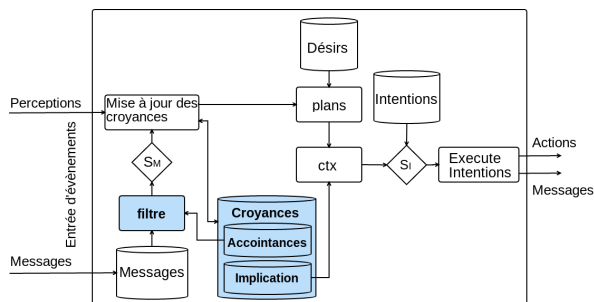 Désirs
Perceptions
Mise à jour des
croyances
plans
Intentions
Entrée d'évènements
SM
ctx
SI
Execute
Intentions
Actions
Messages
filtre
Croyances
Accointances
Implication
Messages
Messages